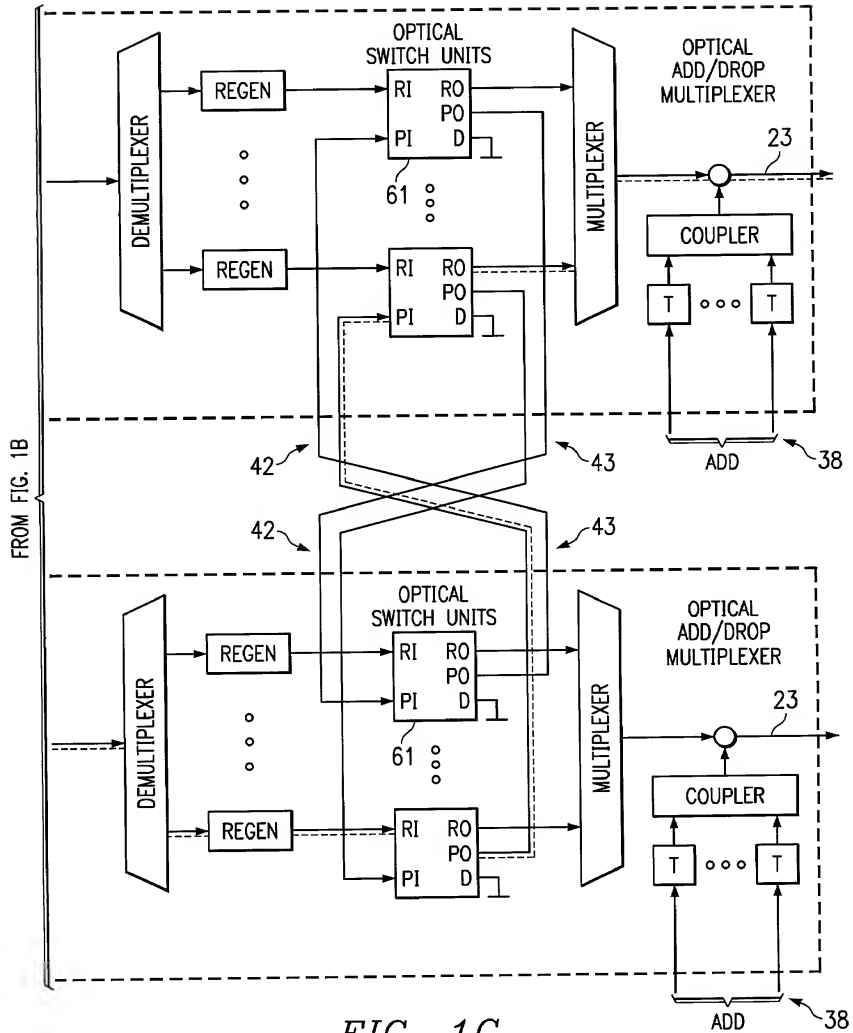 FROM FIG. 1B
OPTICAL
SWITCH UNITS
OPTICAL
ADD/DROP
MULTIPLEXER
DEMULTIPLEXER
REGEN
RI RO
PO
PI D
61
MULTIPLEXER
23
COUPLER
REGEN
RI RO
PO
PI D
T T
ADD
38
42
43
42
43
OPTICAL
SWITCH UNITS
OPTICAL
ADD/DROP
MULTIPLEXER
DEMULTIPLEXER
REGEN
RI RO
PO
PI D
61
MULTIPLEXER
23
COUPLER
REGEN
RI RO
PO
PI D
T T
ADD
38
FIG. 1C